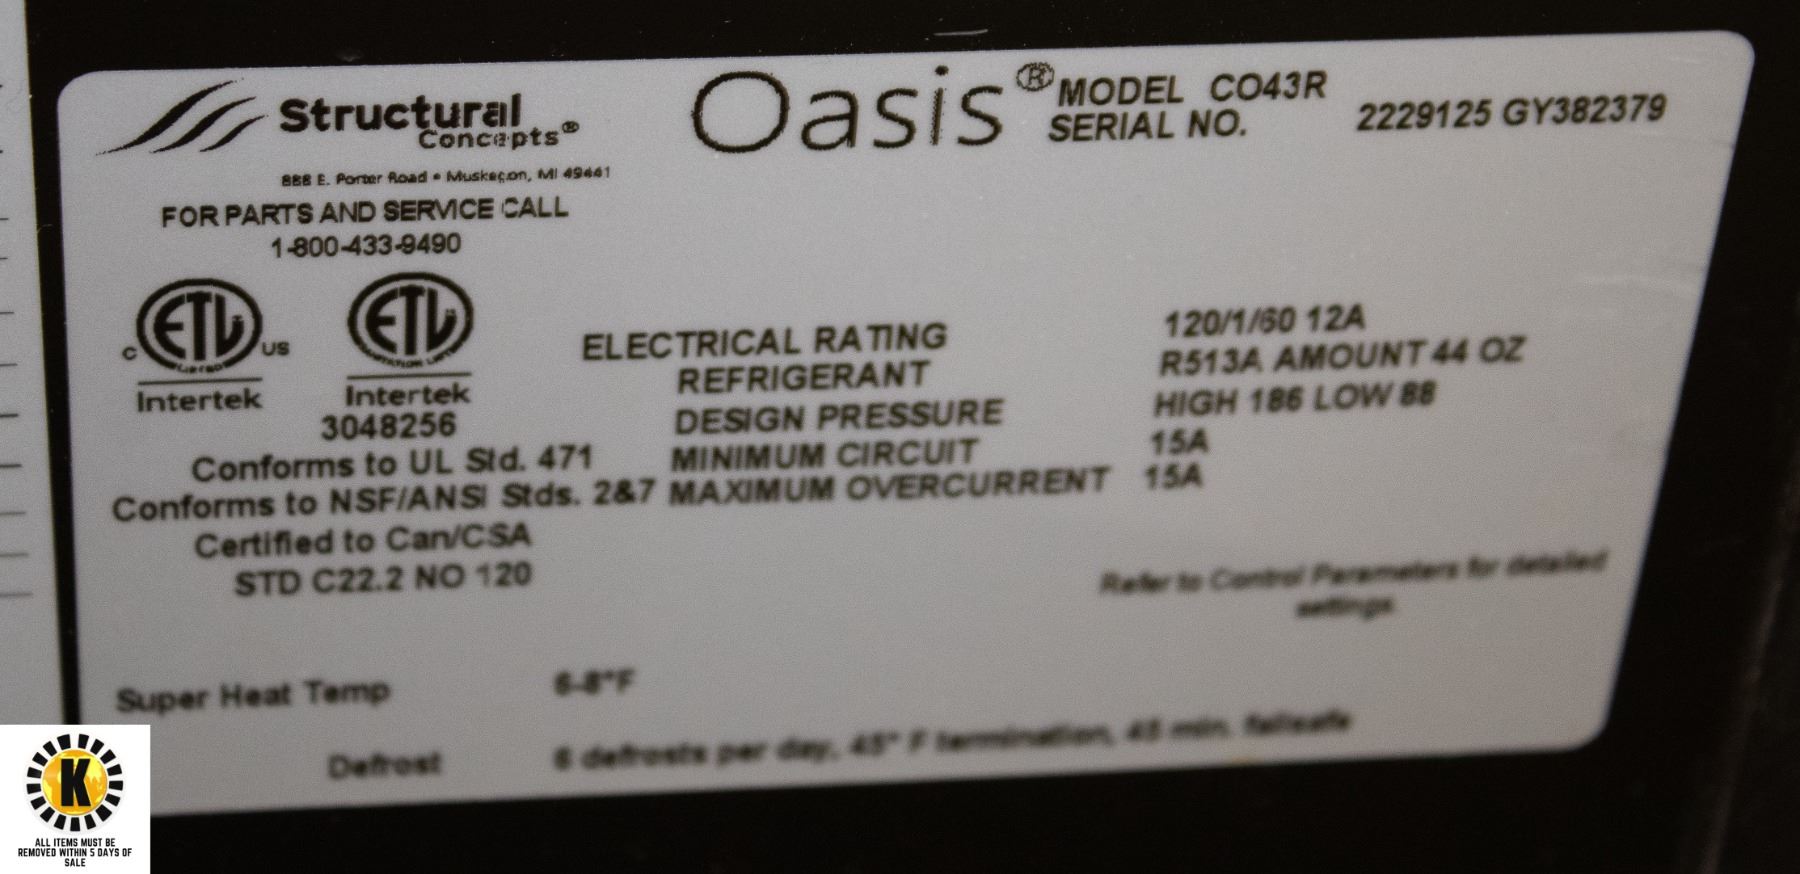 Structural
Concepts®
888 E. Porter Road • Muskegon, MI 49441
FOR PARTS AND SERVICE CALL
1-800-433-9490
Oasis®
MODEL CO43R
SERIAL NO. 2229125 GY382379
C ETL US
LISTED
Intertek
ETL
SANITATION LISTED
Intertek
3048256
Conforms to UL Std. 471
Conforms to NSF/ANSI Stds. 2&7
Certified to Can/CSA
STD C22.2 NO 120
ELECTRICAL RATING 120/1/60 12A
REFRIGERANT R513A AMOUNT 44 OZ
DESIGN PRESSURE HIGH 186 LOW 88
MINIMUM CIRCUIT 15A
MAXIMUM OVERCURRENT 15A
Refer to Control Parameters for detailed
settings.
Super Heat Temp 6-8°F
Defrost 6 defrosts per day, 45° F termination, 45 min. failsafe
K
ALL ITEMS MUST BE
REMOVED WITHIN 5 DAYS OF
SALE